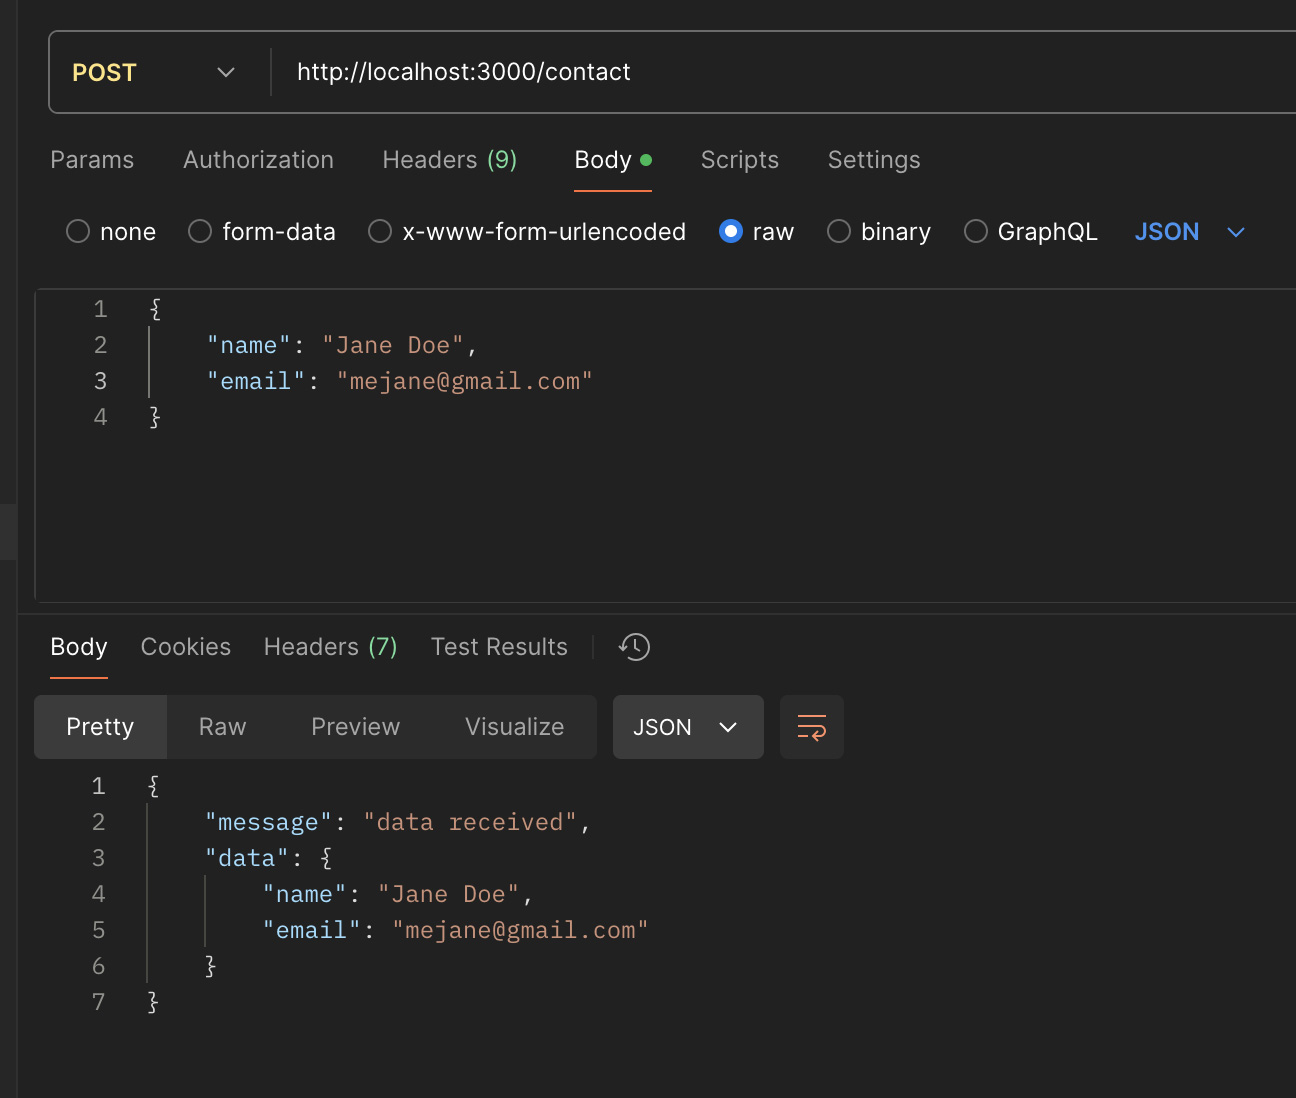 POST http://localhost:3000/contact
Params Authorization Headers (9) Body Scripts Settings
none form-data x-www-form-urlencoded raw binary GraphQL JSON
1 {
2 "name": "Jane Doe",
3 "email": "mejane@gmail.com"
4 }
Body Cookies Headers (7) Test Results
Pretty Raw Preview Visualize JSON
1 {
2 "message": "data received",
3 "data": {
4 "name": "Jane Doe",
5 "email": "mejane@gmail.com"
6 }
7 }